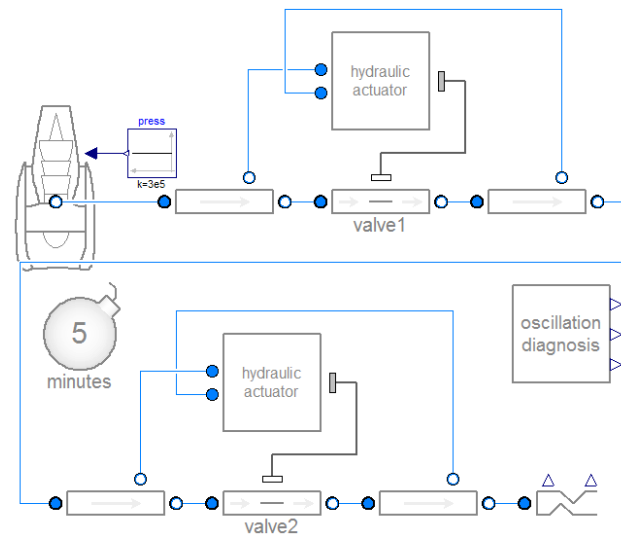 hydraulic
actuator
press
k=3e5
valve1
5
minutes
oscillation
diagnosis
hydraulic
actuator
valve2